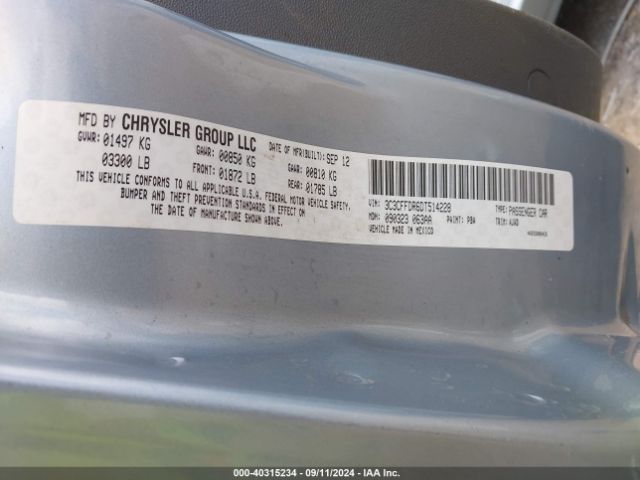 MFD BY CHRYSLER GROUP LLC
DATE OF MFR(BUILT): SEP 12
GVWR: 01497 KG
GAWR: 00850 KG
GAWR: 00810 KG
03300 LB
FRONT: 01872 LB
REAR: 01785 LB
THIS VEHICLE CONFORMS TO ALL APPLICABLE U.S.A. FEDERAL MOTOR VEHICLE SAFETY,
BUMPER AND THEFT PREVENTION STANDARDS IN EFFECT ON
THE DATE OF MANUFACTURE SHOWN ABOVE.
VIN: 3C3CFFDR6DT514228
TYPE: PASSENGER CAR
MDH: 090323 063AA
PAINT: PBA
TRIM:
VEHICLE MADE IN MEXICO
000-40315234 - 09/11/2024 - IAA Inc.